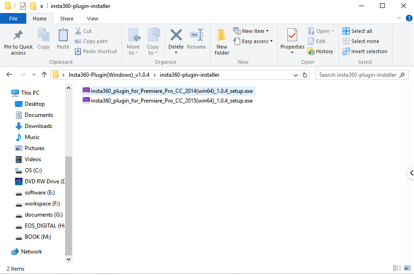 insta360-plugin-installer
File
Home
Share
View
Pin to Quick access
Copy
Paste
Cut
Copy path
Paste shortcut
Clipboard
Move to
Copy to
Delete
Rename
Organize
New folder
New item
Easy access
New
Properties
Open
Edit
History
Open
Select all
Select none
Invert selection
Select
Insta360-Plugin(Windows)_v1.0.4
insta360-plugin-installer
Search insta360-plugin-installer
This PC
Desktop
Documents
Downloads
Music
Pictures
Videos
OS (C:)
DVD RW Drive (D
software (E:)
workspace (F:)
documents (G:)
EOS_DIGITAL (H:
BOOK (M:)
Network
insta360_plugin_for_Premiere_Pro_CC_2014(win64)_1.0.4_setup.exe
insta360_plugin_for_Premiere_Pro_CC_2015(win64)_1.0.4_setup.exe
2 items